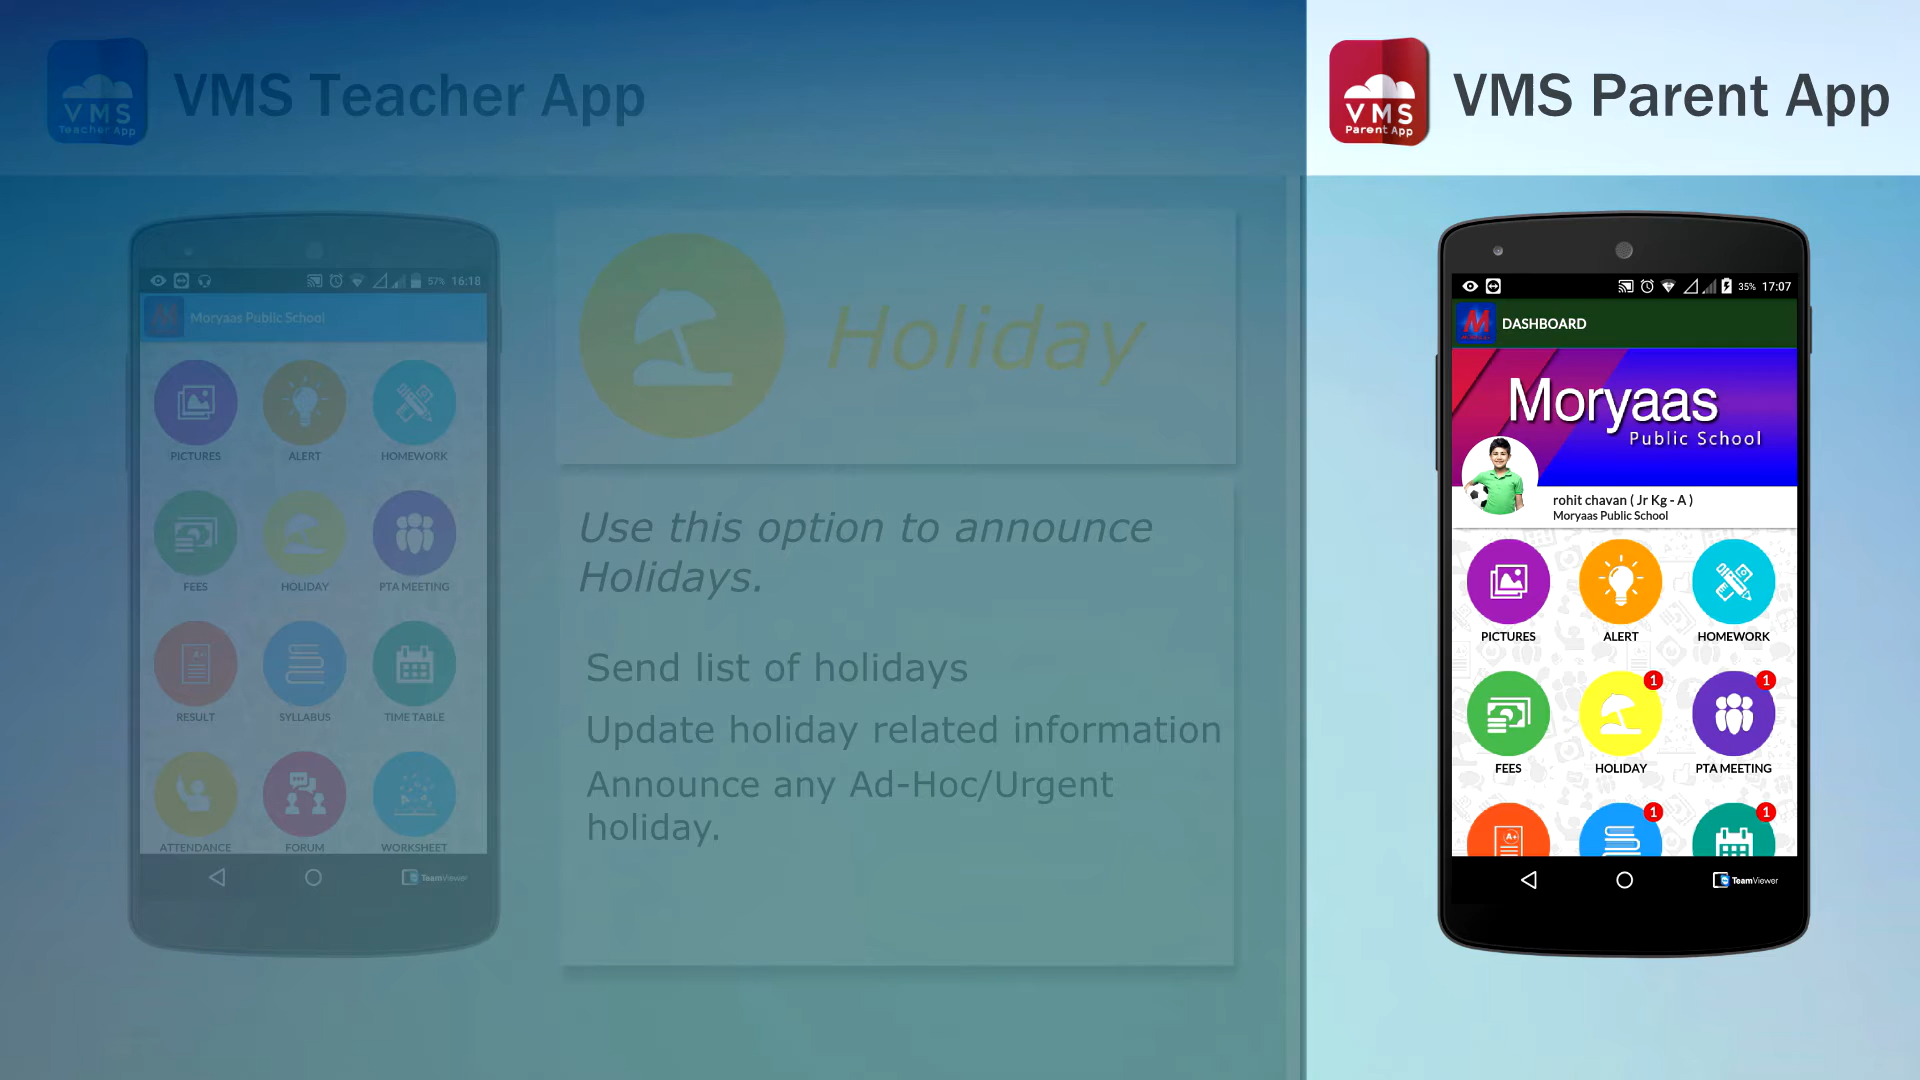 VMS
Teacher App
VMS Teacher App
VMS
Parent App
VMS Parent App
57% 16:18
M
Moryaas Public School
PICTURES
ALERT
HOMEWORK
FEES
HOLIDAY
PTA MEETING
A+
RESULT
SYLLABUS
TIME TABLE
ATTENDANCE
FORUM
WORKSHEET
TeamViewer
Holiday
Use this option to announce
Holidays.
Send list of holidays
Update holiday related information
Announce any Ad-Hoc/Urgent
holiday.
35% 17:07
M
DASHBOARD
Moryaas
Public School
rohit chavan ( Jr Kg - A )
Moryaas Public School
PICTURES
ALERT
HOMEWORK
1
1
FEES
HOLIDAY
PTA MEETING
A+
1
1
TeamViewer